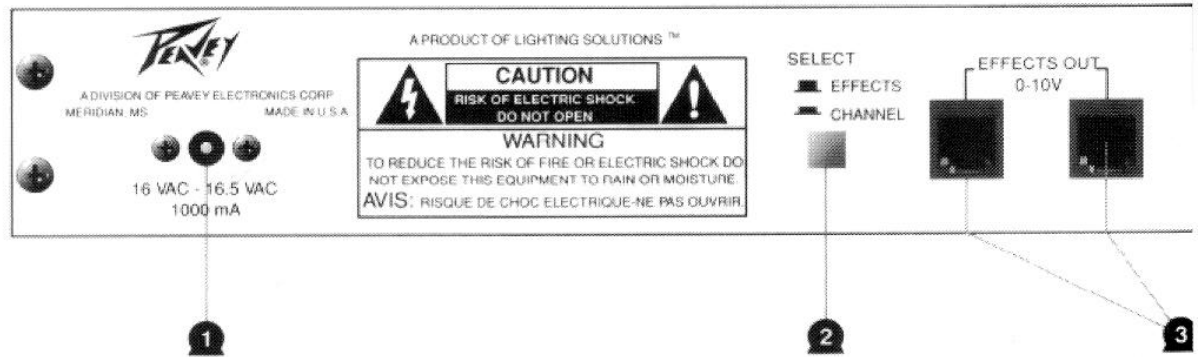 PEAVEY
®
A DIVISION OF PEAVEY ELECTRONICS CORP
MERIDIAN, MS MADE IN U.S.A
16 VAC - 16.5 VAC
1000 mA
A PRODUCT OF LIGHTING SOLUTIONS ™
CAUTION
RISK OF ELECTRIC SHOCK
DO NOT OPEN
WARNING
TO REDUCE THE RISK OF FIRE OR ELECTRIC SHOCK DO
NOT EXPOSE THIS EQUIPMENT TO RAIN OR MOISTURE.
AVIS: RISQUE DE CHOC ELECTRIQUE-NE PAS OUVRIR.
SELECT
EFFECTS
CHANNEL
EFFECTS OUT
0-10V
1
2
3